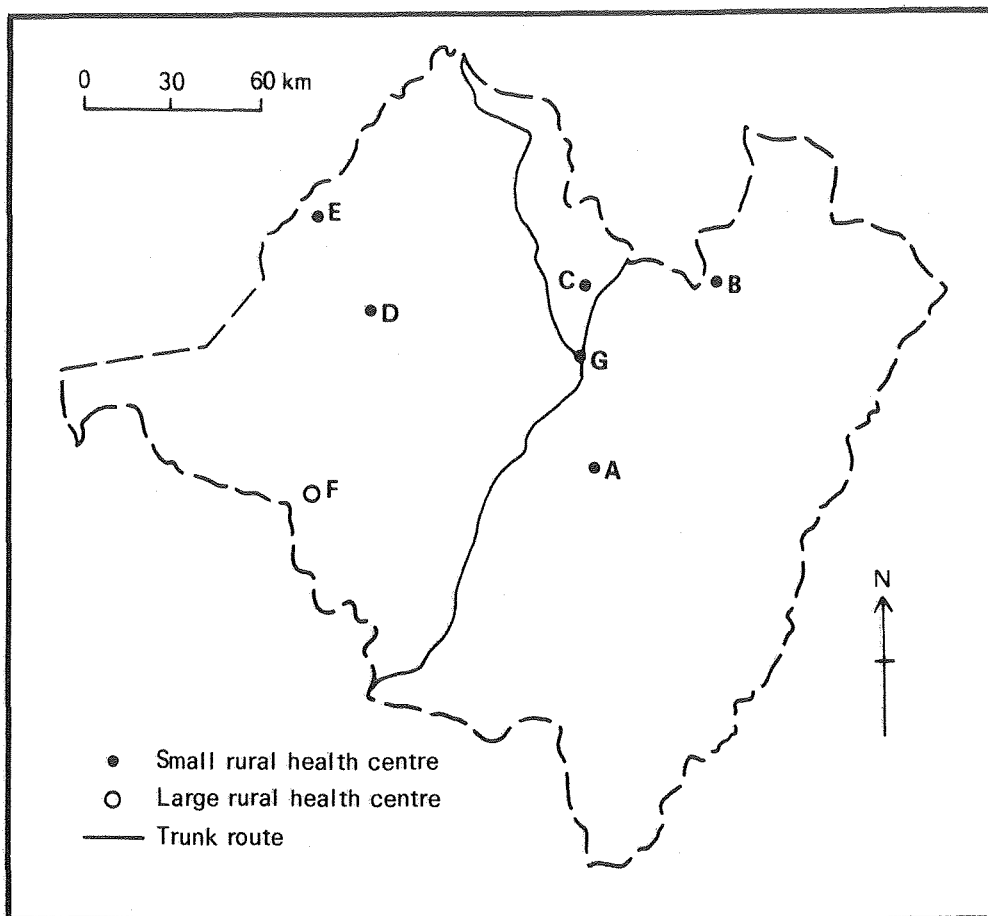 0 30 60 km
E
C
B
D
G
A
F
N
Small rural health centre
Large rural health centre
Trunk route